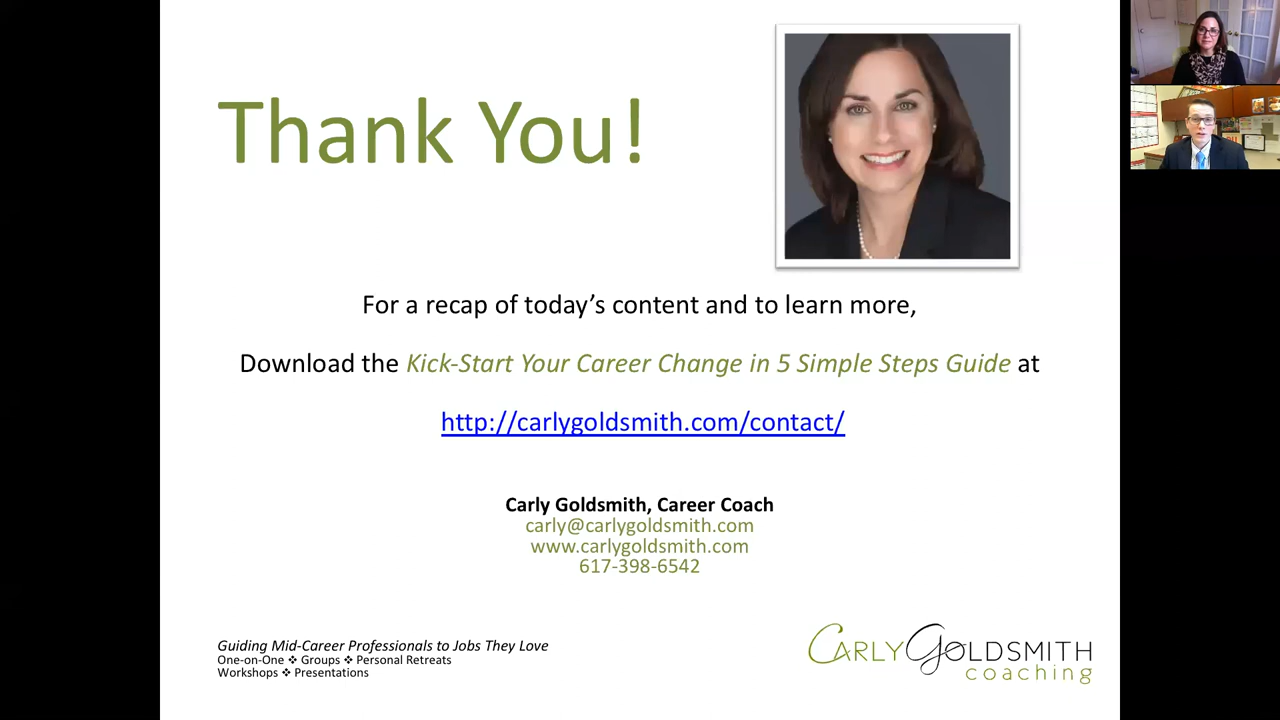 Thank You!
For a recap of today’s content and to learn more,
Download the Kick-Start Your Career Change in 5 Simple Steps Guide at
http://carlygoldsmith.com/contact/
Carly Goldsmith, Career Coach
carly@carlygoldsmith.com
www.carlygoldsmith.com
617-398-6542
Guiding Mid-Career Professionals to Jobs They Love
One-on-One ❖ Groups ❖ Personal Retreats
Workshops ❖ Presentations
CARLY GOLDSMITH
coaching